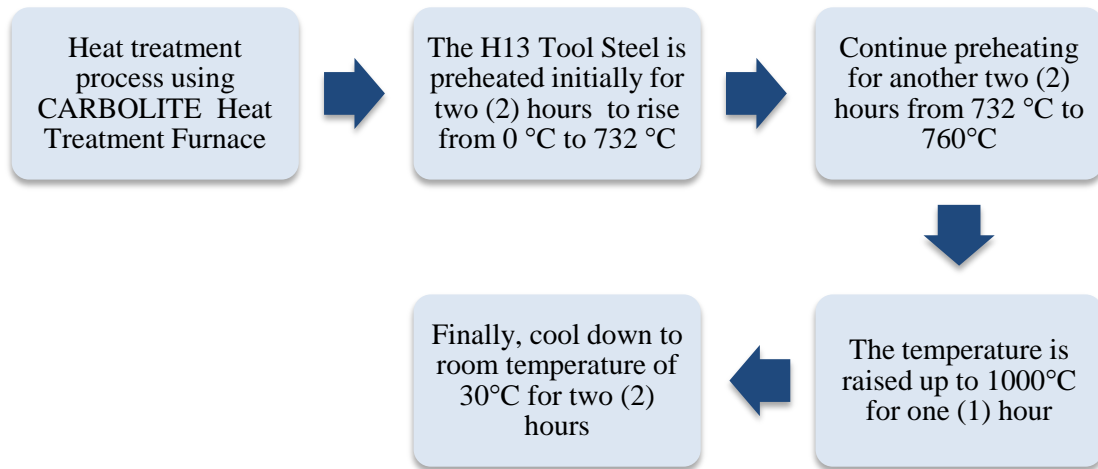 Heat treatment
process using
CARBOLITE Heat
Treatment Furnace
The H13 Tool Steel is
preheated initially for
two (2) hours to rise
from 0 °C to 732 °C
Continue preheating
for another two (2)
hours from 732 °C to
760°C
The temperature is
raised up to 1000°C
for one (1) hour
Finally, cool down to
room temperature of
30°C for two (2)
hours